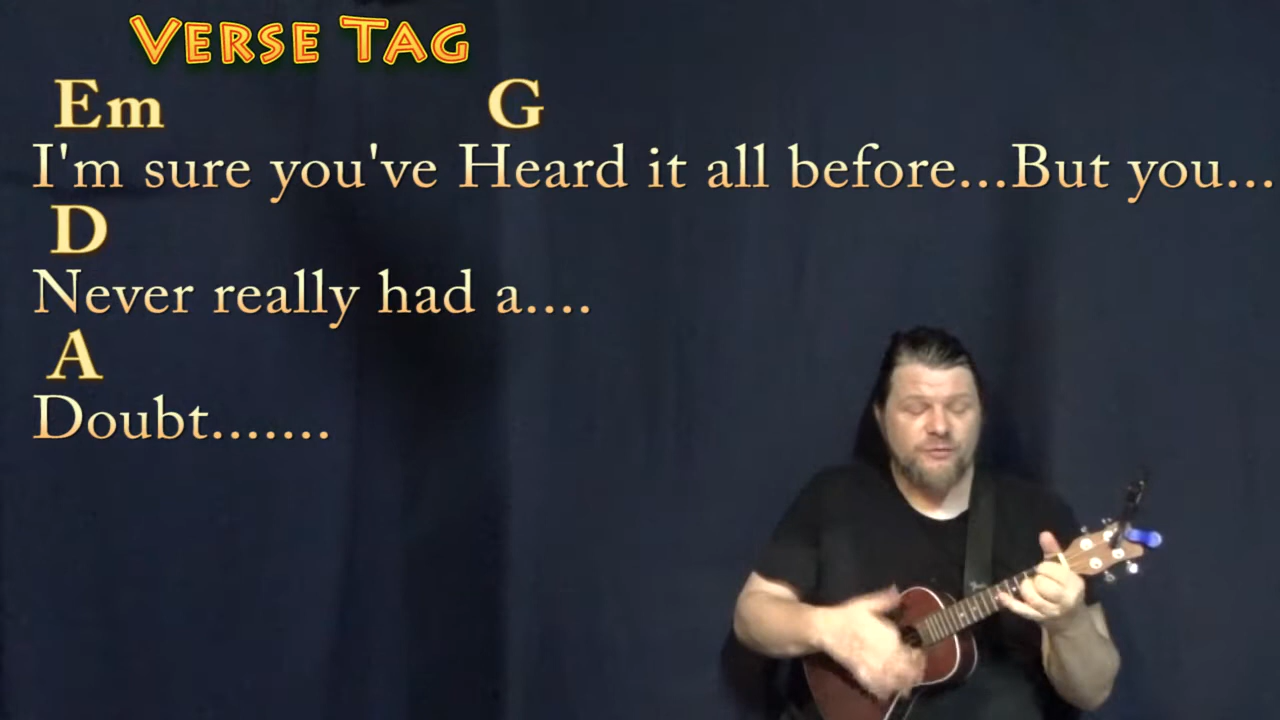 VERSE TAG
Em G
I'm sure you've Heard it all before...But you...
D
Never really had a....
A
Doubt.......